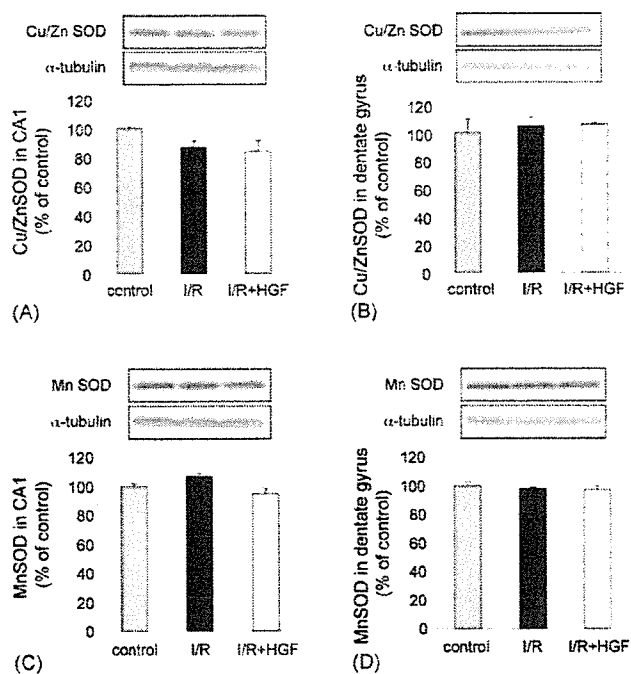 Cu/Zn SOD
α-tubulin
Cu/ZnSOD in CA1
(% of control)
120
100
80
60
40
20
0
control I/R I/R+HGF
(A)
Cu/Zn SOD
α-tubulin
Cu/ZnSOD in dentate gyrus
(% of control)
120
100
80
60
40
20
0
control I/R I/R+HGF
(B)
Mn SOD
α-tubulin
MnSOD in CA1
(% of control)
120
100
80
60
40
20
0
control I/R I/R+HGF
(C)
Mn SOD
α-tubulin
MnSOD in dentate gyrus
(% of control)
120
100
80
60
40
20
0
control I/R I/R+HGF
(D)